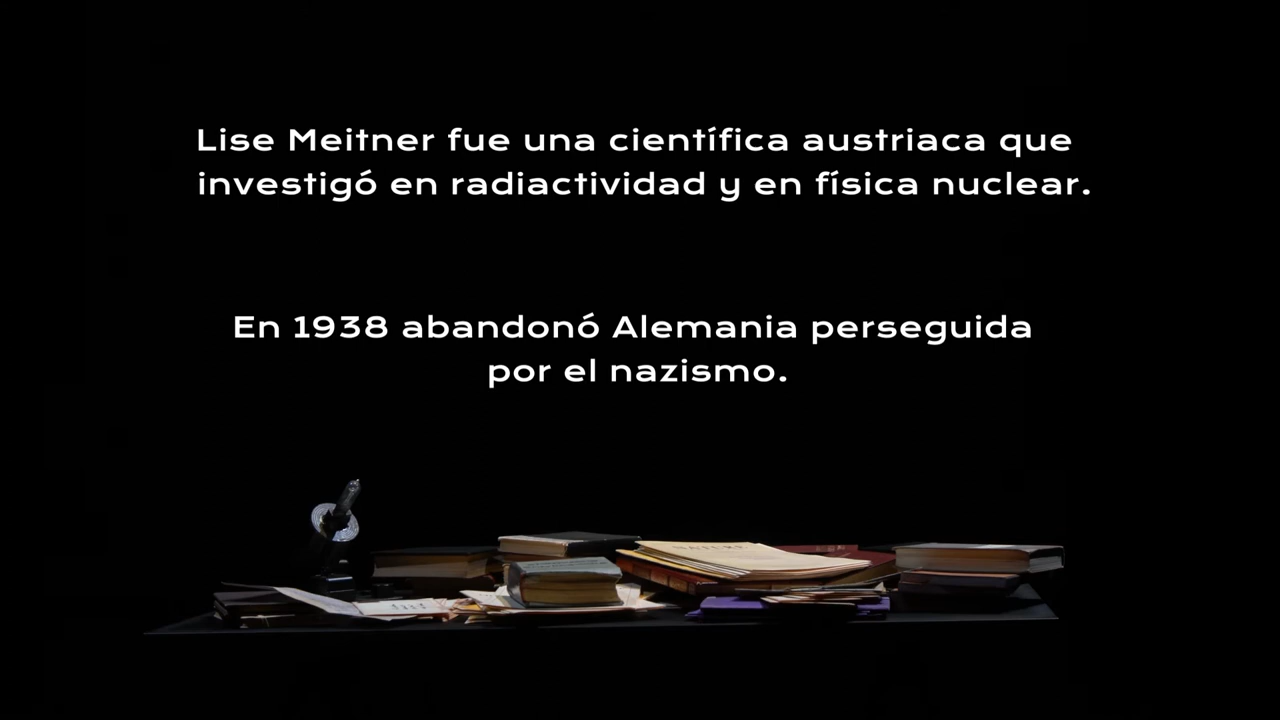 Lise Meitner fue una científica austriaca que
investigó en radiactividad y en física nuclear.
En 1938 abandonó Alemania perseguida
por el nazismo.
NATURE